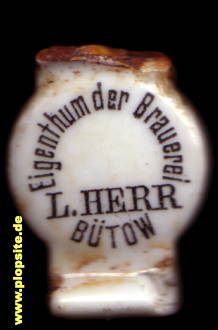 Eigenthum der Brauerei
L. HERR
BÜTOW
www.plopsite.de